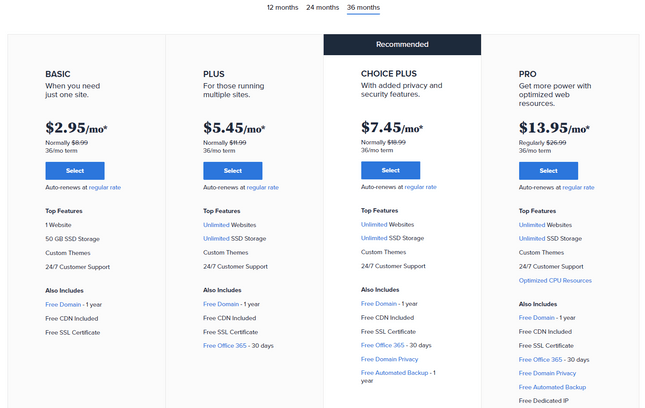 12 months 24 months 36 months
Recommended
BASIC
When you need
just one site.
$2.95/mo*
Normally $8.99
36/mo term
Select
Auto-renews at regular rate
Top Features
1 Website
50 GB SSD Storage
Custom Themes
24/7 Customer Support
Also Includes
Free Domain - 1 year
Free CDN Included
Free SSL Certificate
PLUS
For those running
multiple sites.
$5.45/mo*
Normally $11.99
36/mo term
Select
Auto-renews at regular rate
Top Features
Unlimited Websites
Unlimited SSD Storage
Custom Themes
24/7 Customer Support
Also Includes
Free Domain - 1 year
Free CDN Included
Free SSL Certificate
Free Office 365 - 30 days
CHOICE PLUS
With added privacy and
security features.
$7.45/mo*
Normally $18.99
36/mo term
Select
Auto-renews at regular rate
Top Features
Unlimited Websites
Unlimited SSD Storage
Custom Themes
24/7 Customer Support
Also Includes
Free Domain - 1 year
Free CDN Included
Free SSL Certificate
Free Office 365 - 30 days
Free Domain Privacy
Free Automated Backup - 1
year
PRO
Get more power with
optimized web
resources.
$13.95/mo*
Regularly $26.99
36/mo term
Select
Auto-renews at regular rate
Top Features
Unlimited Websites
Unlimited SSD Storage
Custom Themes
24/7 Customer Support
Optimized CPU Resources
Also Includes
Free Domain - 1 year
Free CDN Included
Free SSL Certificate
Free Office 365 - 30 days
Free Domain Privacy
Free Automated Backup
Free Dedicated IP